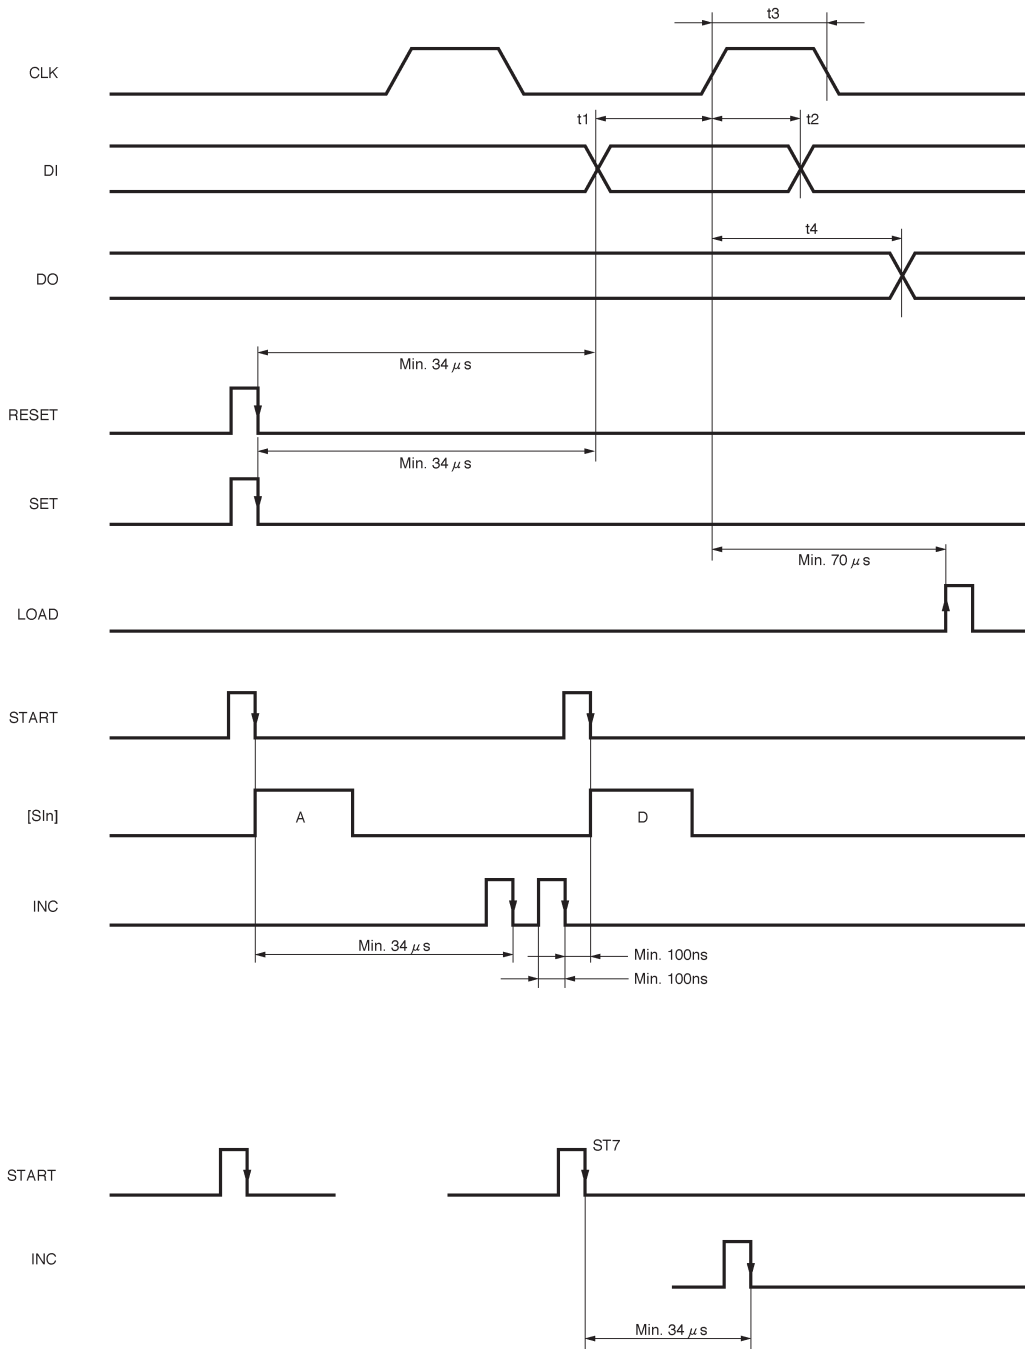 t3
CLK
t1
t2
DI
t4
DO
Min. 34 μs
RESET
Min. 34 μs
SET
Min. 70 μs
LOAD
START
[SIn]
A
D
INC
Min. 34 μs
Min. 100ns
Min. 100ns
ST7
START
INC
Min. 34 μs